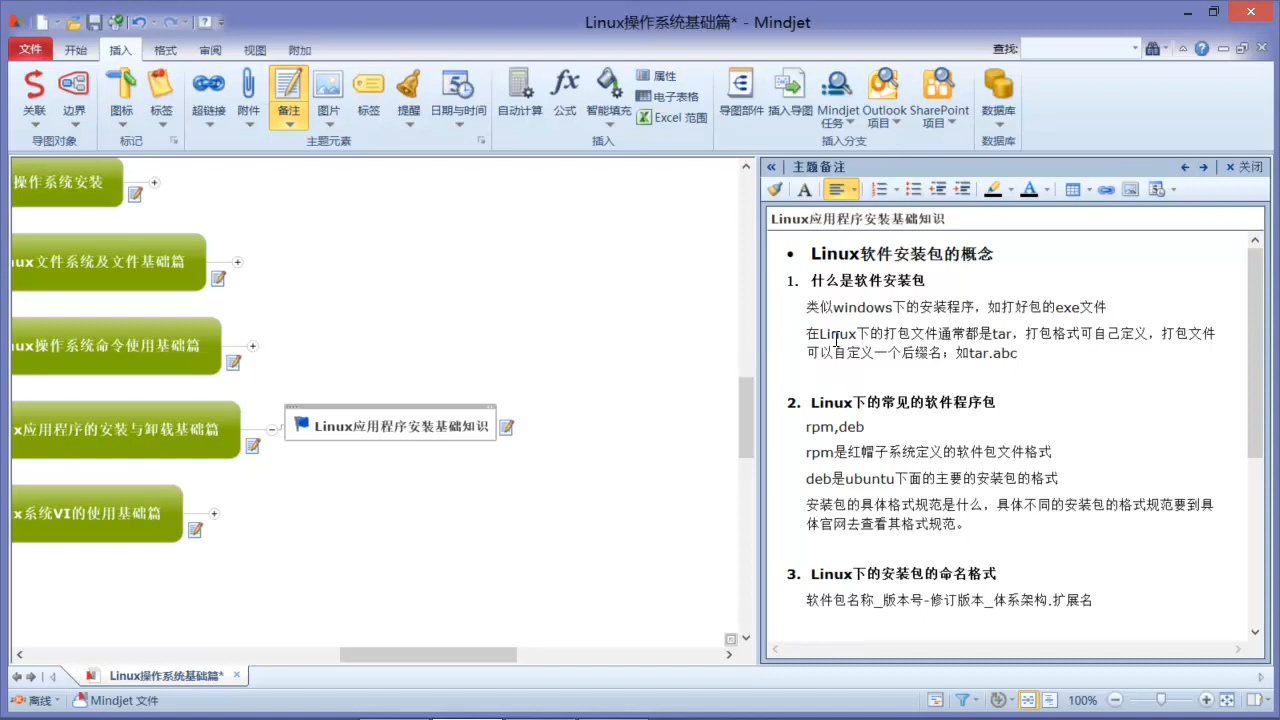 Linux操作系统基础篇* - Mindjet
文件 开始 插入 格式 审阅 视图 附加 查找:
关联 边界 图标 标签 超链接 附件 备注 图片 标签 提醒 日期与时间 自动计算 公式 智能填充 属性 电子表格 Excel 范围 导图部件 插入导图 Mindjet 任务 Outlook 项目 SharePoint 项目 数据库
导图对象 标记 主题元素 插入 插入分支 数据库
操作系统安装
ux文件系统及文件基础篇
ux操作系统命令使用基础篇
x应用程序的安装与卸载基础篇
Linux应用程序安装基础知识
x系统VI的使用基础篇
主题备注 关闭
Linux应用程序安装基础知识
• Linux软件安装包的概念
1. 什么是软件安装包
类似windows下的安装程序，如打好包的exe文件
在Linux下的打包文件通常都是tar，打包格式可自己定义，打包文件
可以自定义一个后缀名；如tar.abc
2. Linux下的常见的软件程序包
rpm,deb
rpm是红帽子系统定义的软件包文件格式
deb是ubuntu下面的主要的安装包的格式
安装包的具体格式规范是什么，具体不同的安装包的格式规范要到具
体官网去查看其格式规范。
3. Linux下的安装包的命名格式
软件包名称_版本号-修订版本_体系架构.扩展名
Linux操作系统基础篇*
离线 Mindjet 文件 100%